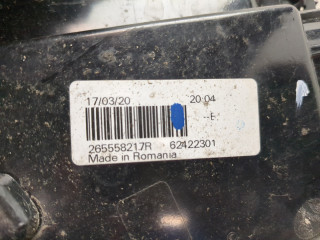 17/03/20 20:04
--E
265558217R 62422301
Made in Romania